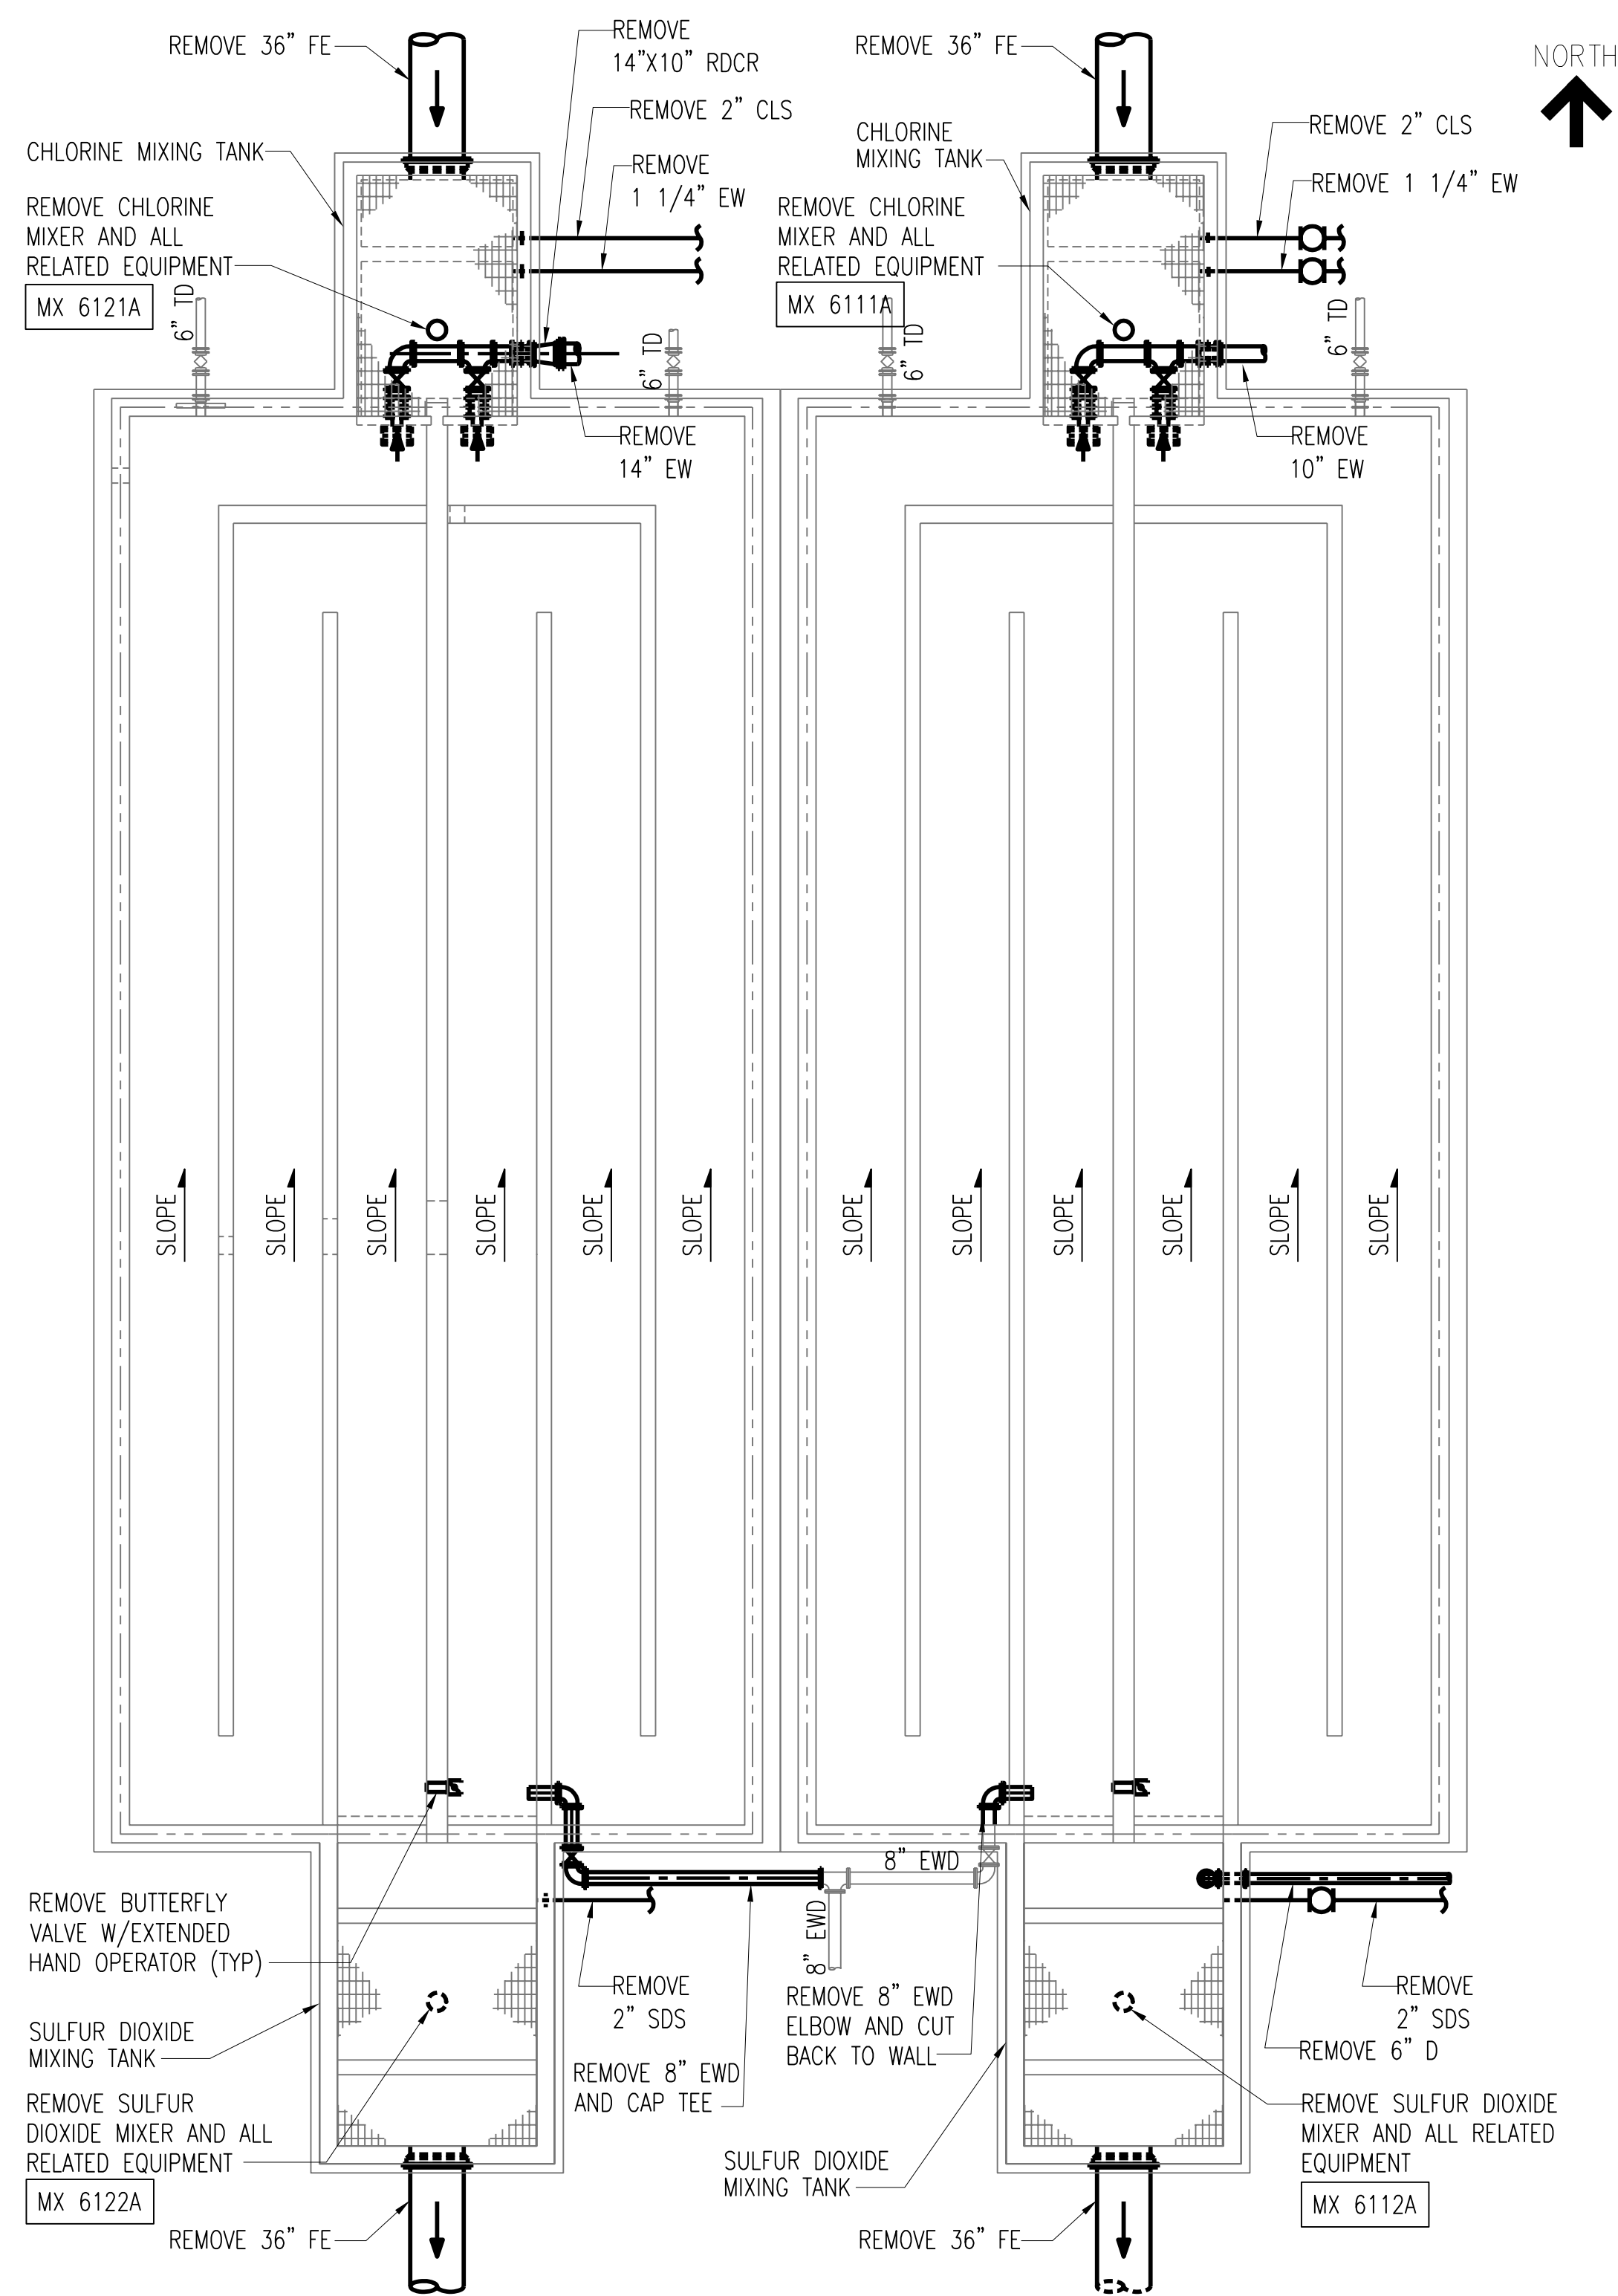 REMOVE 36" FE
REMOVE
14"X10" RDCR
REMOVE 36" FE
NORTH
REMOVE 2" CLS
CHLORINE
MIXING TANK
REMOVE 2" CLS
CHLORINE MIXING TANK
REMOVE
1 1/4" EW
REMOVE 1 1/4" EW
REMOVE CHLORINE
MIXER AND ALL
RELATED EQUIPMENT
MX 6121A
REMOVE CHLORINE
MIXER AND ALL
RELATED EQUIPMENT
MX 6111A
6" TD
6" TD
6" TD
6" TD
REMOVE
14" EW
REMOVE
10" EW
SLOPE
SLOPE
SLOPE
SLOPE
SLOPE
SLOPE
SLOPE
SLOPE
SLOPE
SLOPE
SLOPE
SLOPE
8" EWD
8" EWD
REMOVE BUTTERFLY
VALVE W/EXTENDED
HAND OPERATOR (TYP)
REMOVE
2" SDS
REMOVE 8" EWD
ELBOW AND CUT
BACK TO WALL
REMOVE
2" SDS
REMOVE 6" D
SULFUR DIOXIDE
MIXING TANK
REMOVE 8" EWD
AND CAP TEE
REMOVE SULFUR
DIOXIDE MIXER AND ALL
RELATED EQUIPMENT
MX 6122A
REMOVE SULFUR DIOXIDE
MIXER AND ALL RELATED
EQUIPMENT
MX 6112A
SULFUR DIOXIDE
MIXING TANK
REMOVE 36" FE
REMOVE 36" FE